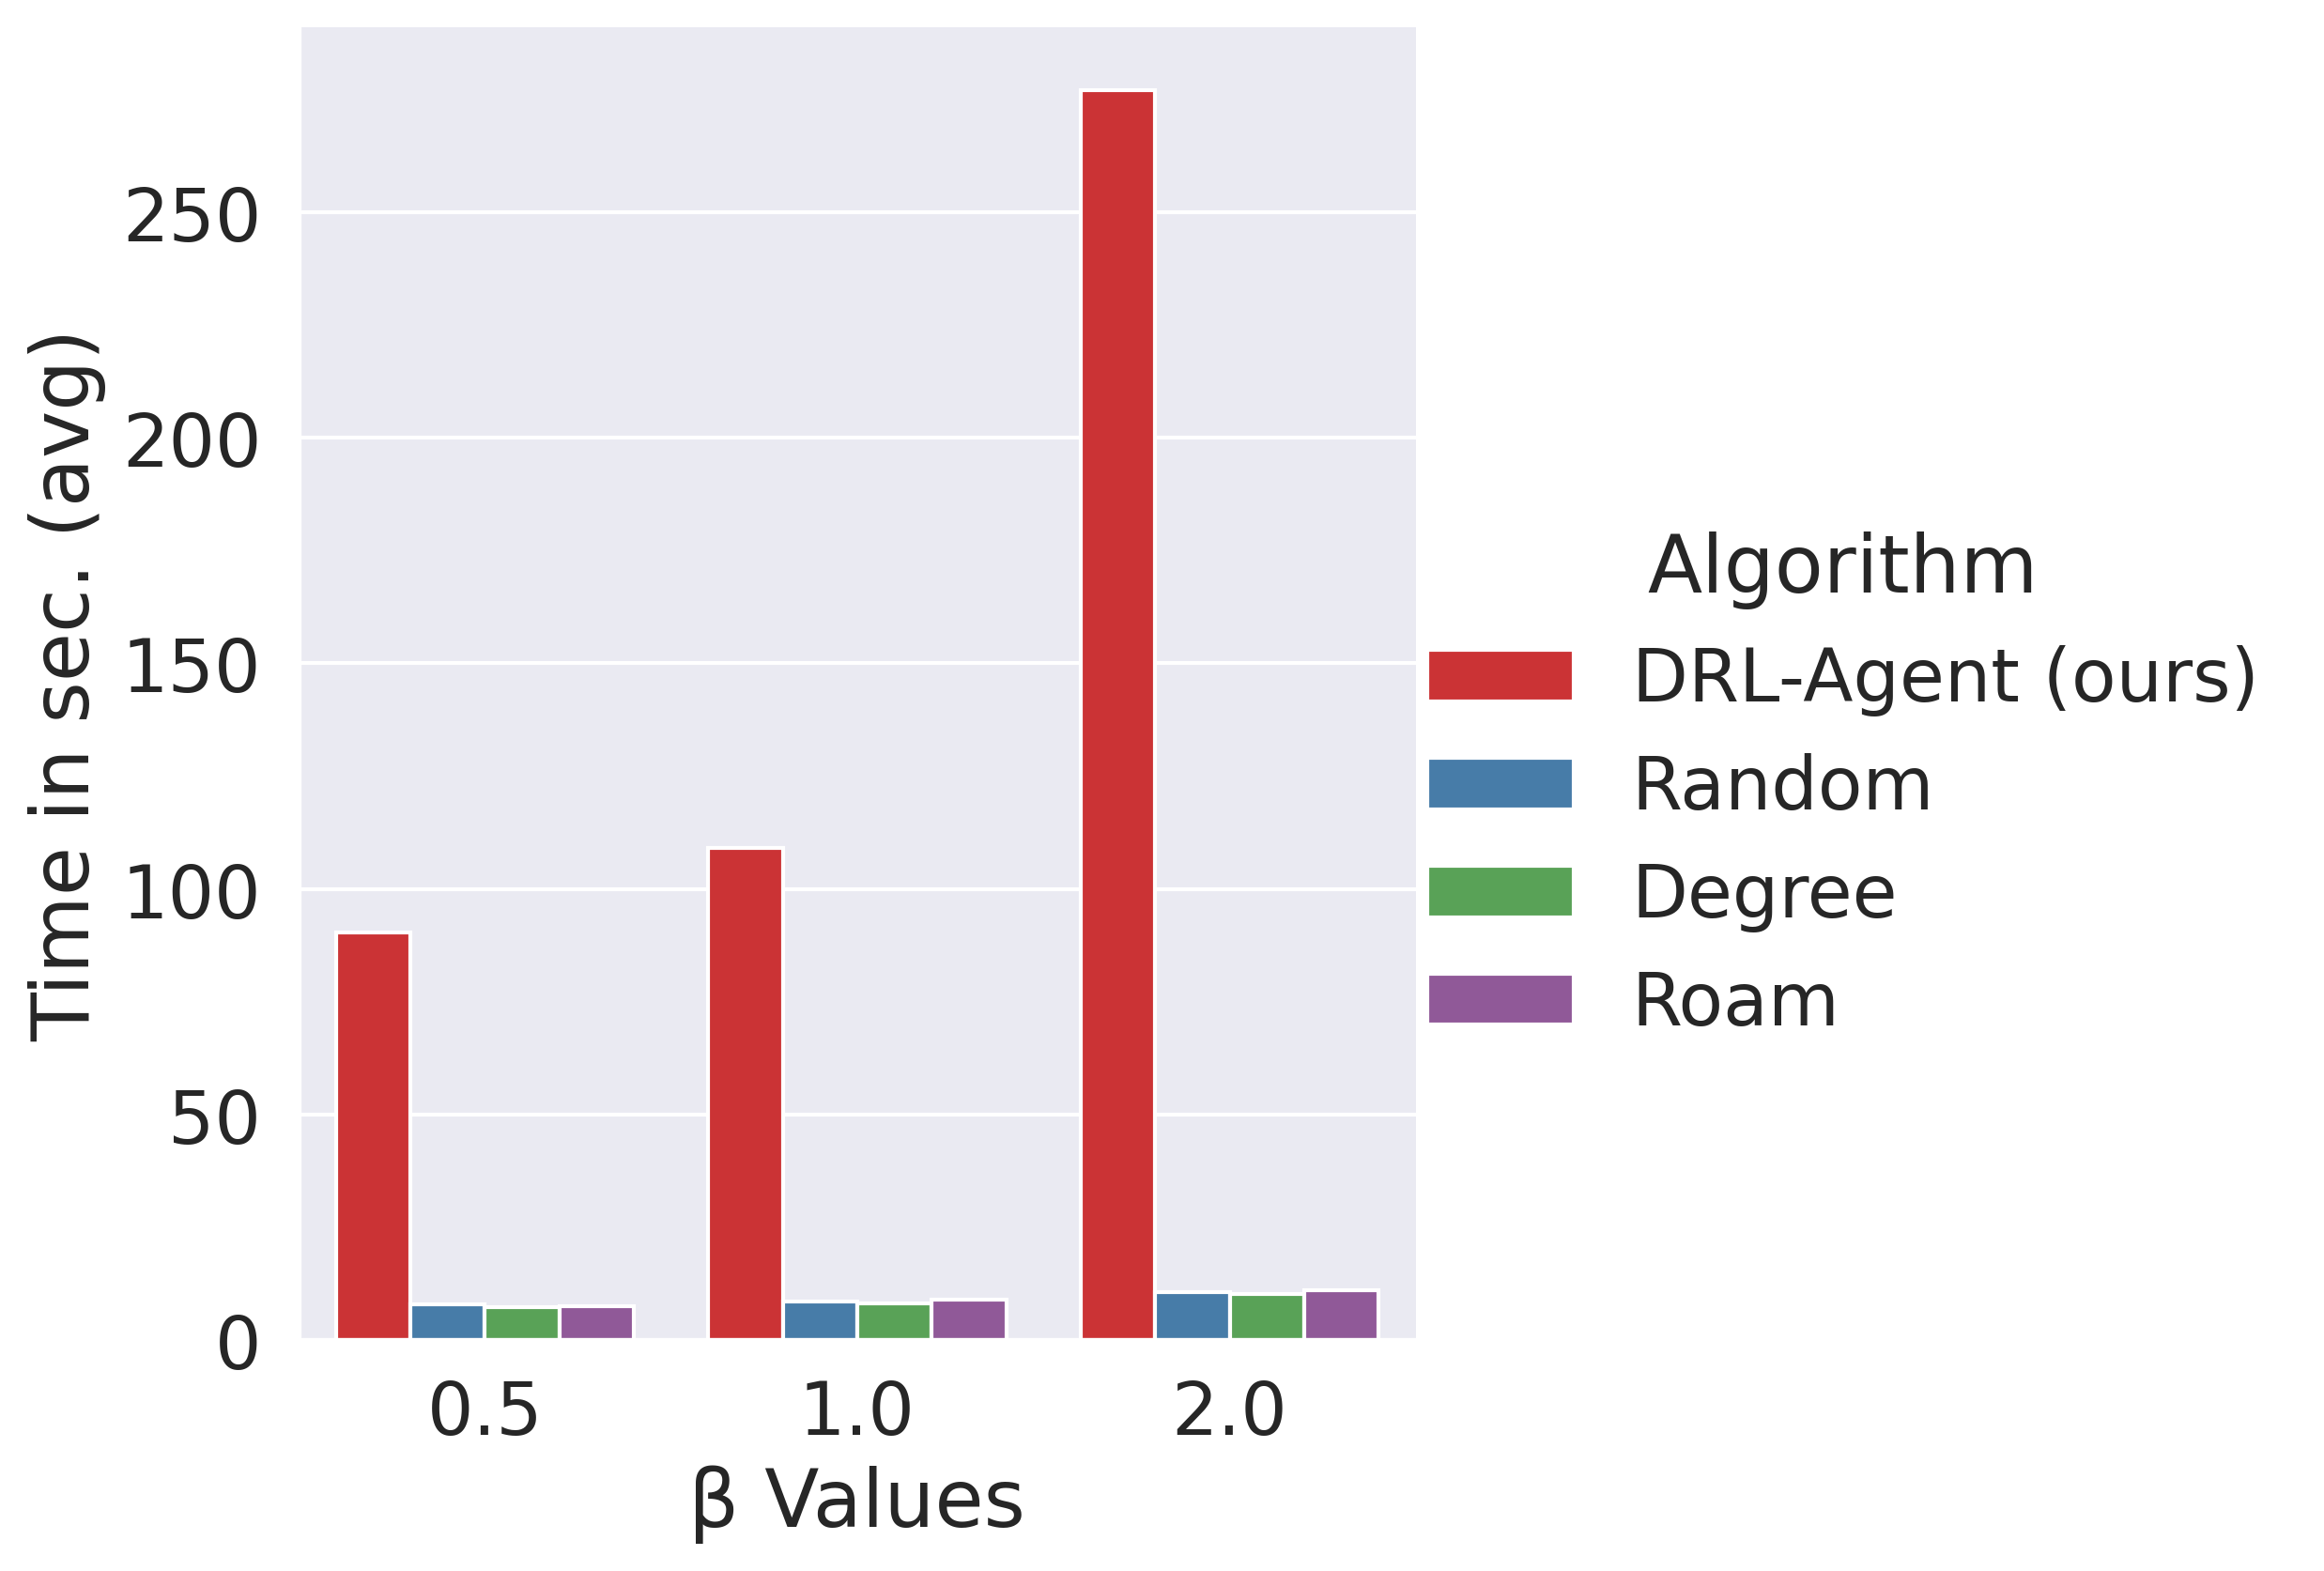 Time in sec. (avg)
250
200
150
100
50
0
0.5 1.0 2.0
β Values
Algorithm
DRL-Agent (ours)
Random
Degree
Roam